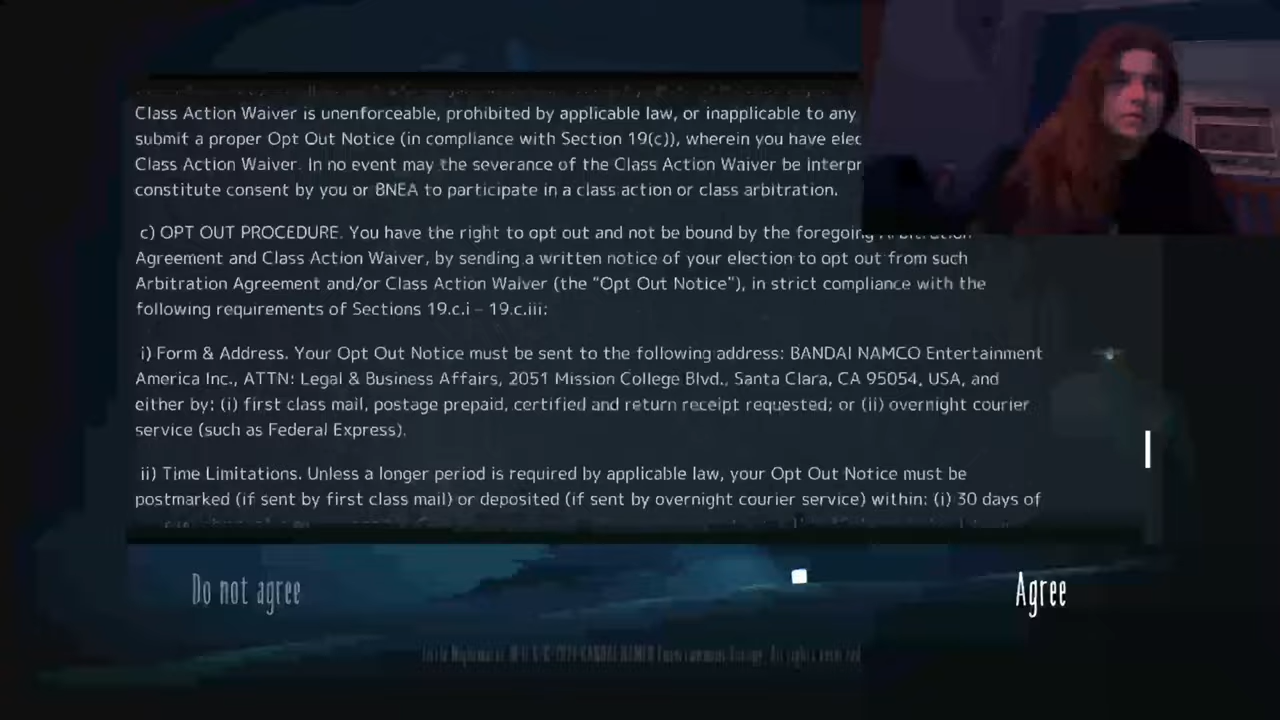 Class Action Waiver is unenforceable, prohibited by applicable law, or inapplicable to any
submit a proper Opt Out Notice (in compliance with Section 19(c)), wherein you have elec
Class Action Waiver. In no event may the severance of the Class Action Waiver be interpr
constitute consent by you or BNEA to participate in a class action or class arbitration.
c) OPT OUT PROCEDURE. You have the right to opt out and not be bound by the foregoing Arbitration
Agreement and Class Action Waiver, by sending a written notice of your election to opt out from such
Arbitration Agreement and/or Class Action Waiver (the “Opt Out Notice”), in strict compliance with the
following requirements of Sections 19.c.i – 19.c.iii:
i) Form & Address. Your Opt Out Notice must be sent to the following address: BANDAI NAMCO Entertainment
America Inc., ATTN: Legal & Business Affairs, 2051 Mission College Blvd., Santa Clara, CA 95054, USA, and
either by: (i) first class mail, postage prepaid, certified and return receipt requested; or (ii) overnight courier
service (such as Federal Express).
ii) Time Limitations. Unless a longer period is required by applicable law, your Opt Out Notice must be
postmarked (if sent by first class mail) or deposited (if sent by overnight courier service) within: (i) 30 days of
Do not agree
Agree